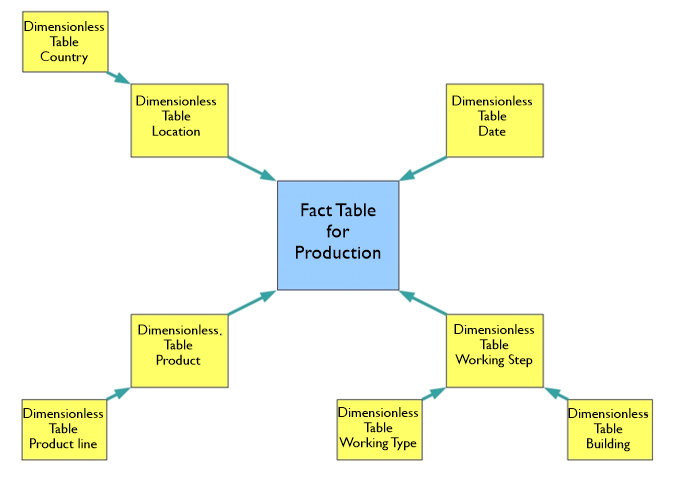 Dimensionless
Table
Country
Dimensionless
Table
Location
Dimensionless
Table
Date
Fact Table
for
Production
Dimensionless.
Table
Product
Dimensionless
Table
Working Step
Dimensionless
Table
Product line
Dimensionless
Table
Working Type
Dimensionless
Table
Building